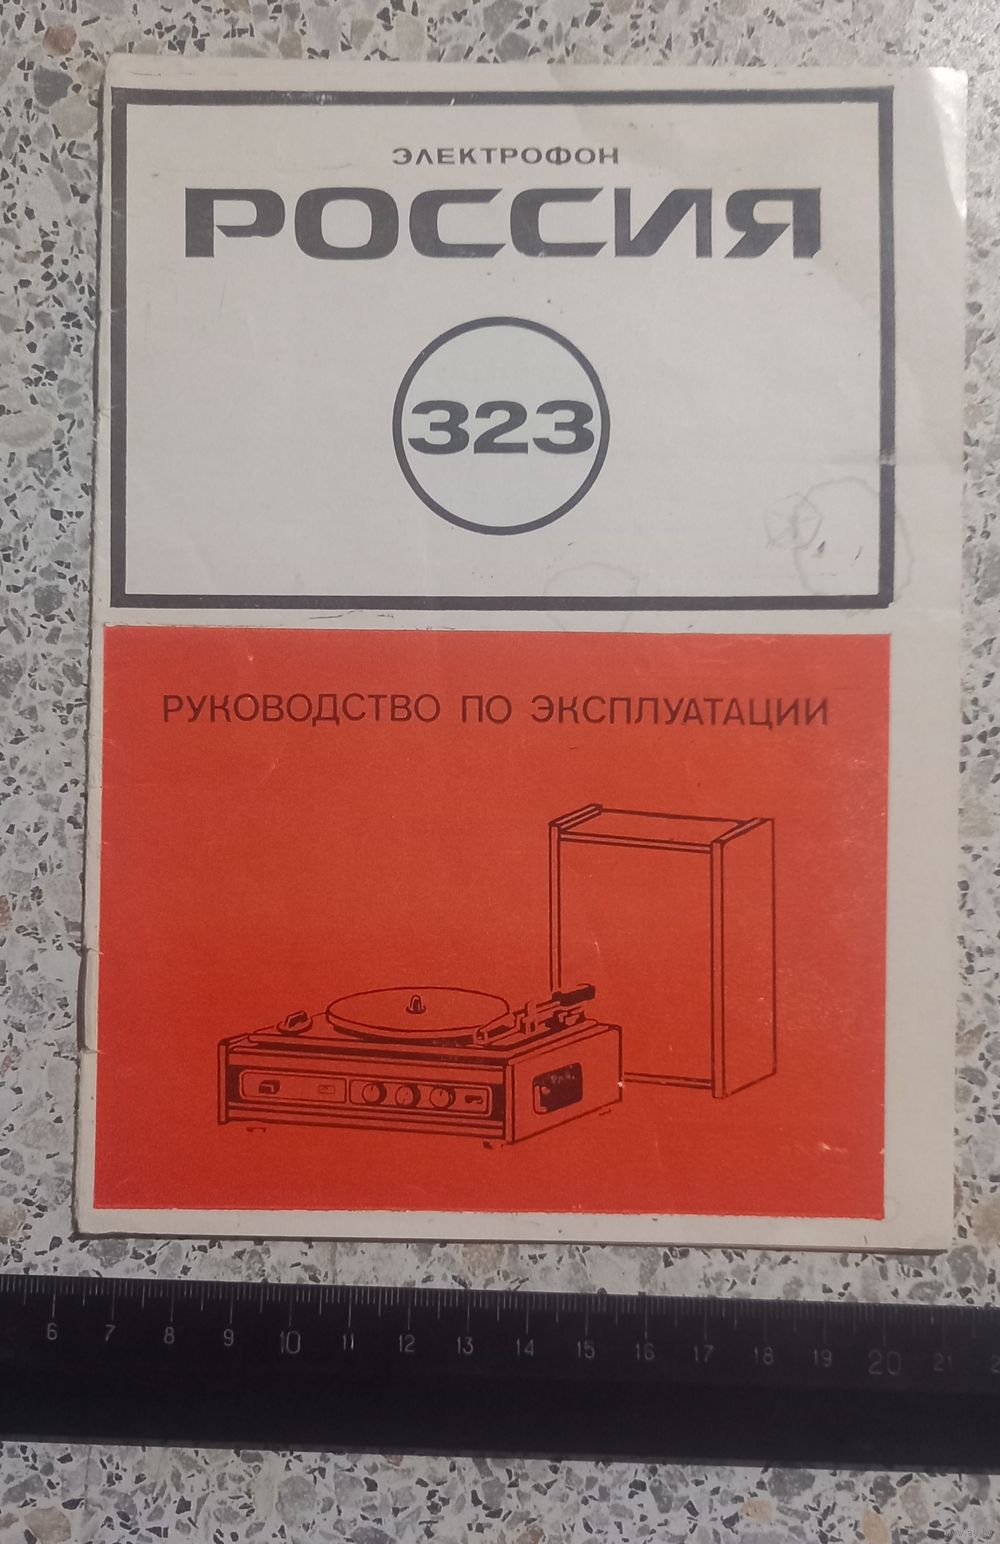 ЭЛЕКТРОФОН
РОССИЯ
323
РУКОВОДСТВО ПО ЭКСПЛУАТАЦИИ
6 7 8 9 10 11 12 13 14 15 16 17 18 19 20 21